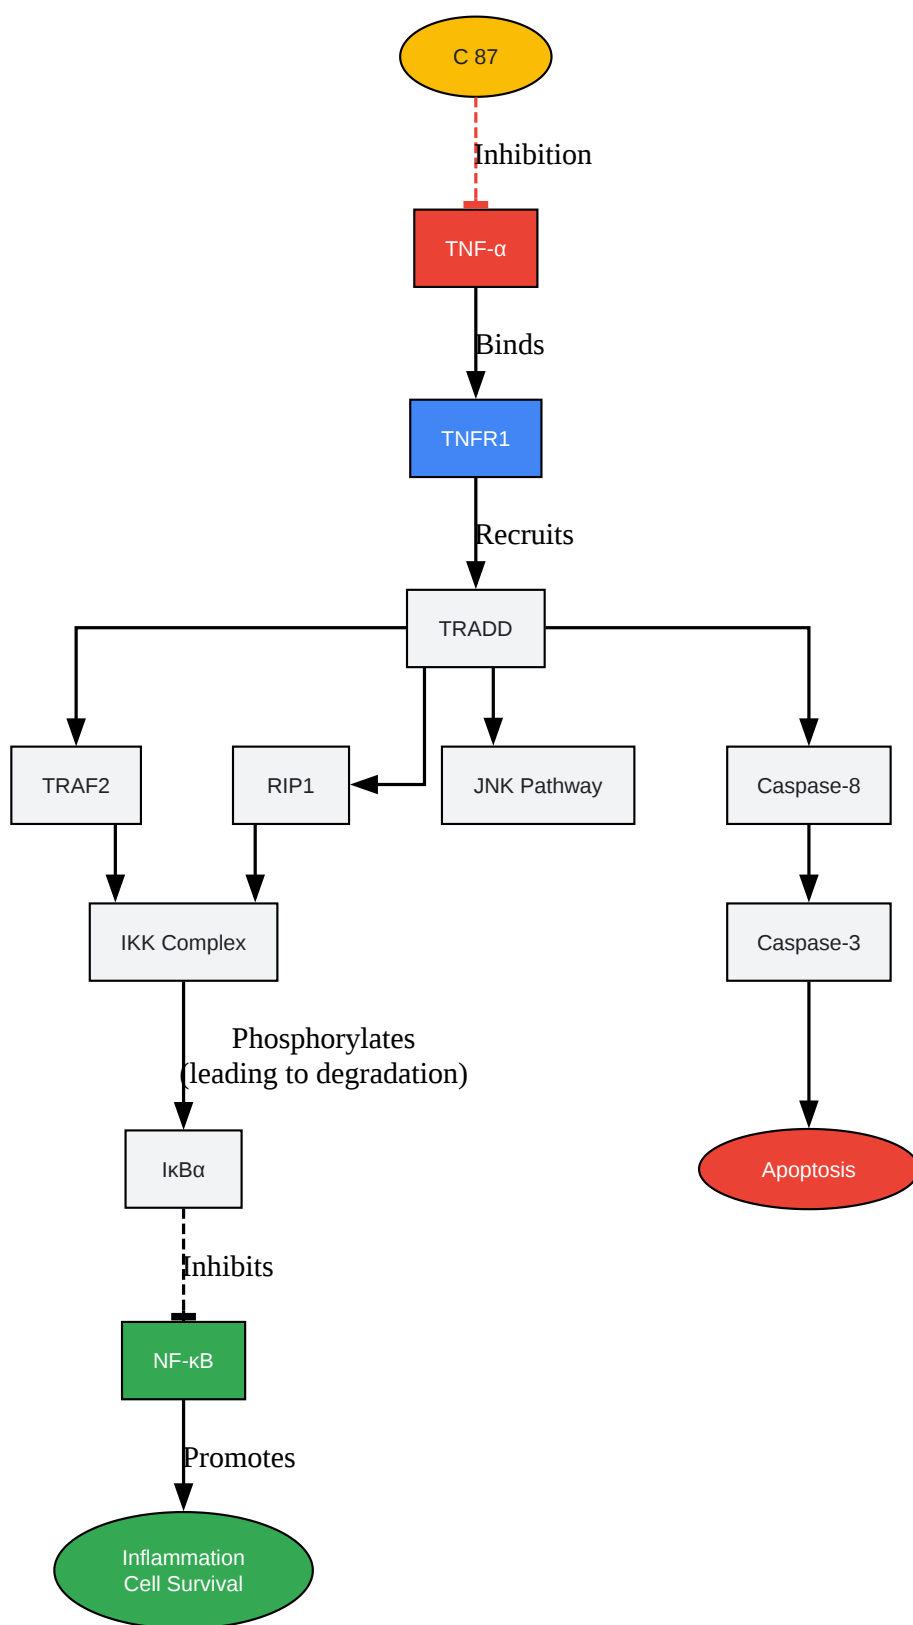 C 87
Inhibition
TNF-α
Binds
TNFR1
Recruits
TRADD
TRAF2
RIP1
JNK Pathway
Caspase-8
IKK Complex
Caspase-3
Phosphorylates
(leading to degradation)
IκBα
Apoptosis
Inhibits
NF-κB
Promotes
Inflammation
Cell Survival